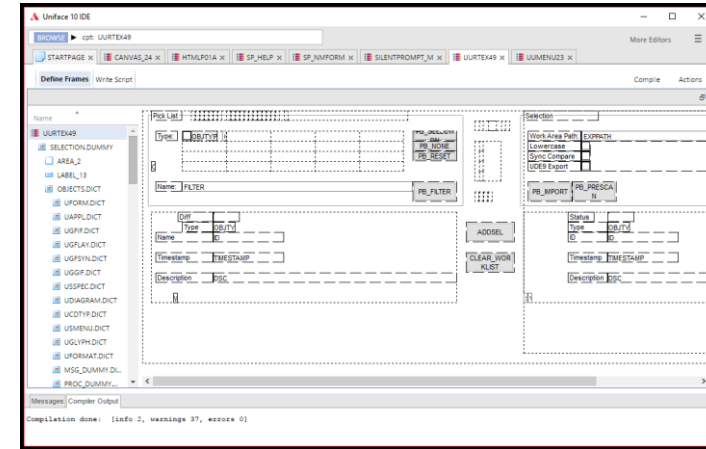 Uniface 10 IDE
BROWSE ► cpt: UURTEX49
More Editors
STARTPAGE × CANVAS_24 × HTMLP01A × SP_HELP × SP_NMFORM × SILENTPROMPT_M × UURTEX49 × UUMENU23 ×
Define Frames Write Script
Compile Actions
Name
UURTEX49
SELECTION.DUMMY
AREA_2
LABEL_13
OBJECTS.DICT
UFORM.DICT
UAPPL.DICT
UGFIF.DICT
UGFLAY.DICT
UGFSYN.DICT
UGGIF.DICT
USSPEC.DICT
UDIAGRAM.DICT
UCDTYP.DICT
USMENU.DICT
UGLYPH.DICT
UFORMAT.DICT
MSG_DUMMY.DI...
PROC_DUMMY....
Pick List
Type: OBJTYP
PB_NONE
PB_RESET
Name: FILTER
PB_FILTER
Selection
Work Area Path: EXPPATH
Lowercase
Sync Compare
UDE9 Export
PB_IMPORT PB_PRESCA
N
Diff
Type OBJTY
Name ID
Timestamp TIMESTAMP
Description DSC
ADDSEL
CLEAR_WOR
KLIST
Status
Type OBJTY
ID ID
Timestamp TIMESTAMP
Description DSC
Messages Compiler Output
Compilation done: [info 2, warnings 37, errors 0]